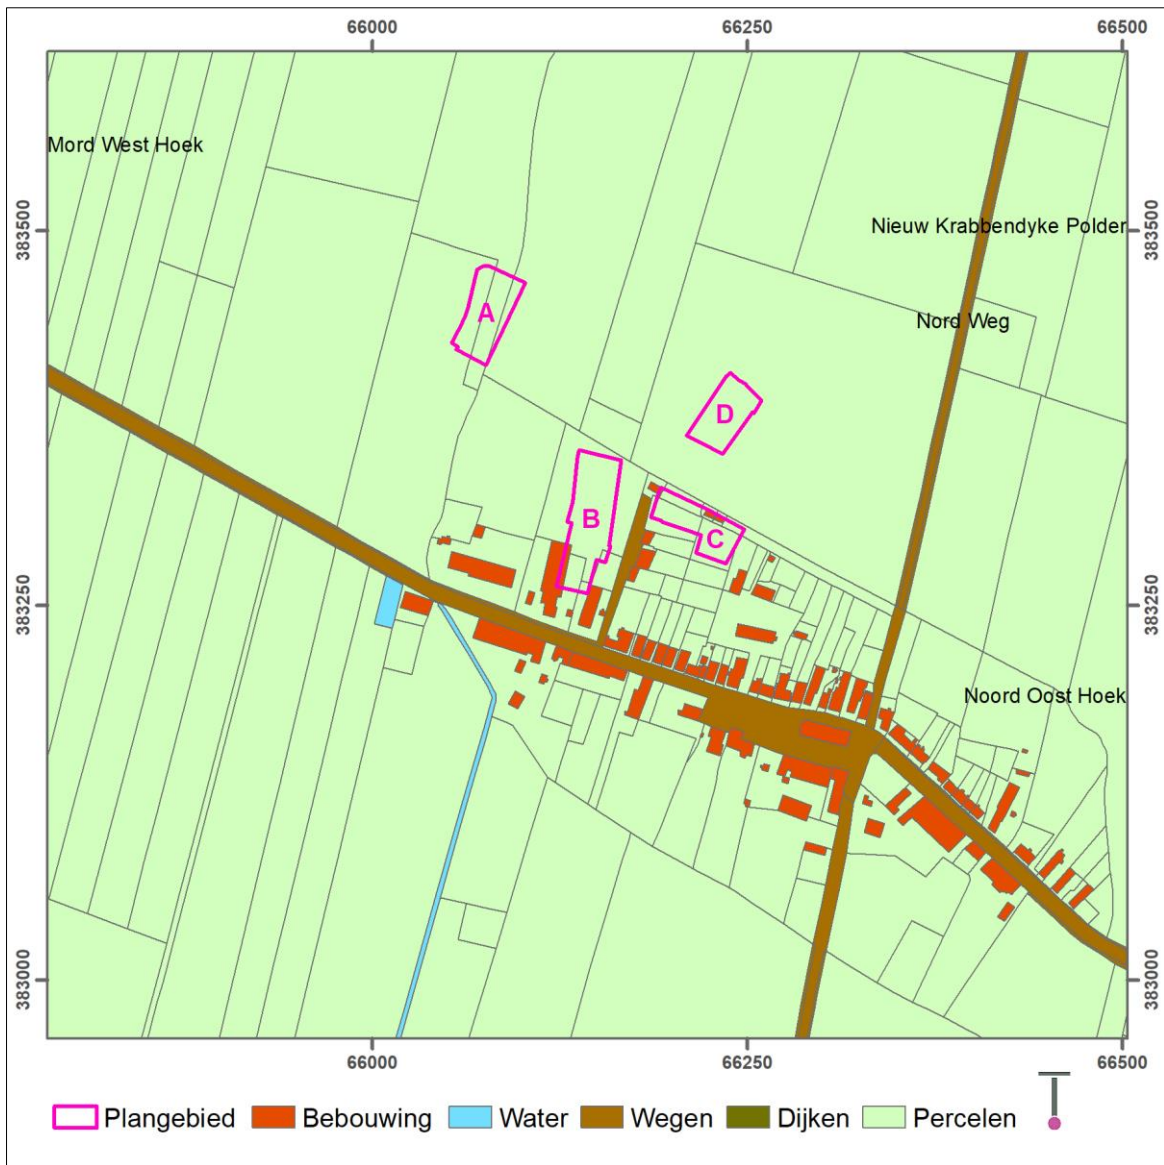 66000 66250 66500
Mord West Hoek
383500 Nieuw Krabbendyke Polder 383500
A
Nord Weg
D
B
C
383250 383250
Noord Oost Hoek
383000 383000
66000 66250 66500
Plangebied Bebouwing Water Wegen Dijken Percelen